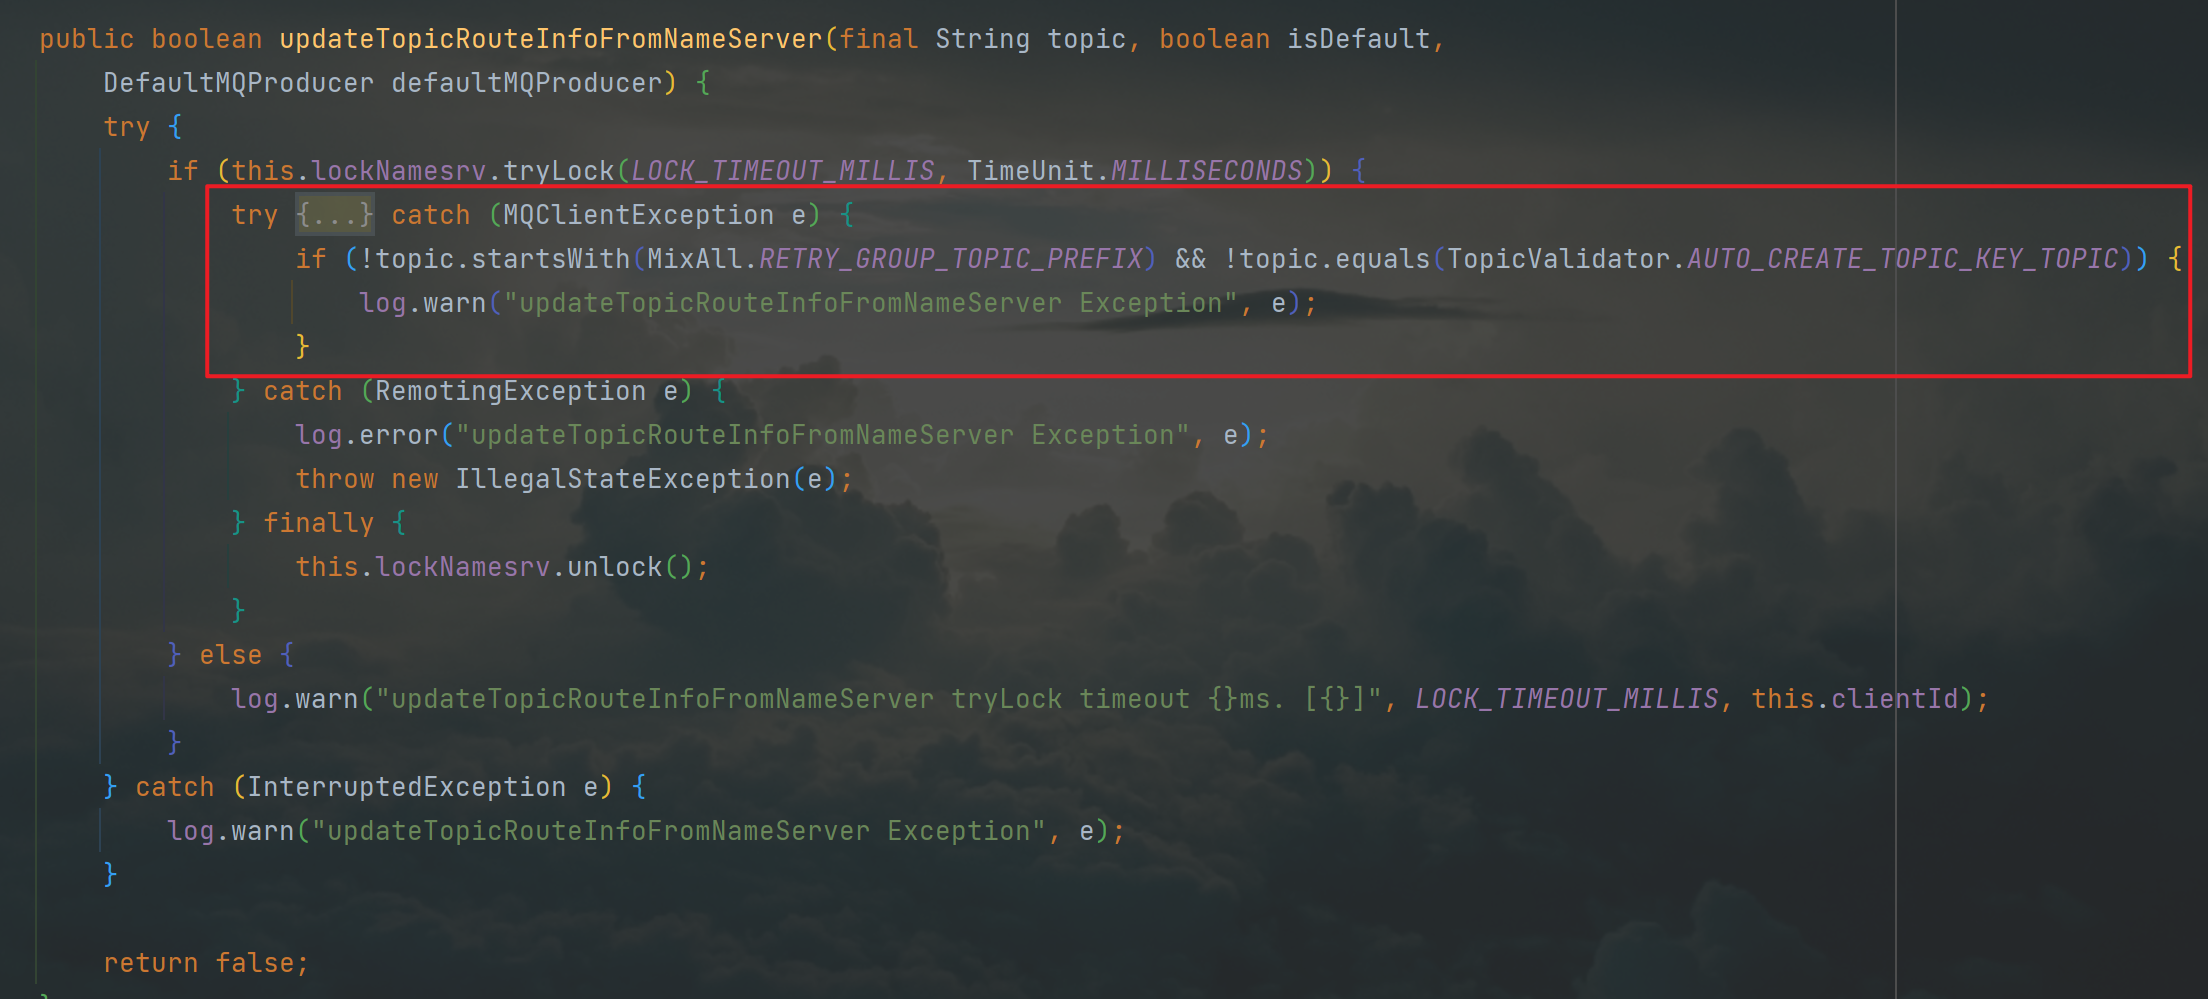 public boolean updateTopicRouteInfoFromNameServer(final String topic, boolean isDefault,
    DefaultMQProducer defaultMQProducer) {
    try {
        if (this.lockNamesrv.tryLock(LOCK_TIMEOUT_MILLIS, TimeUnit.MILLISECONDS)) {
            try {...} catch (MQClientException e) {
                if (!topic.startsWith(MixAll.RETRY_GROUP_TOPIC_PREFIX) && !topic.equals(TopicValidator.AUTO_CREATE_TOPIC_KEY_TOPIC)) {
                    log.warn("updateTopicRouteInfoFromNameServer Exception", e);
                }
            } catch (RemotingException e) {
                log.error("updateTopicRouteInfoFromNameServer Exception", e);
                throw new IllegalStateException(e);
            } finally {
                this.lockNamesrv.unlock();
            }
        } else {
            log.warn("updateTopicRouteInfoFromNameServer tryLock timeout {}ms. [{}]", LOCK_TIMEOUT_MILLIS, this.clientId);
        }
    } catch (InterruptedException e) {
        log.warn("updateTopicRouteInfoFromNameServer Exception", e);
    }

    return false;
}